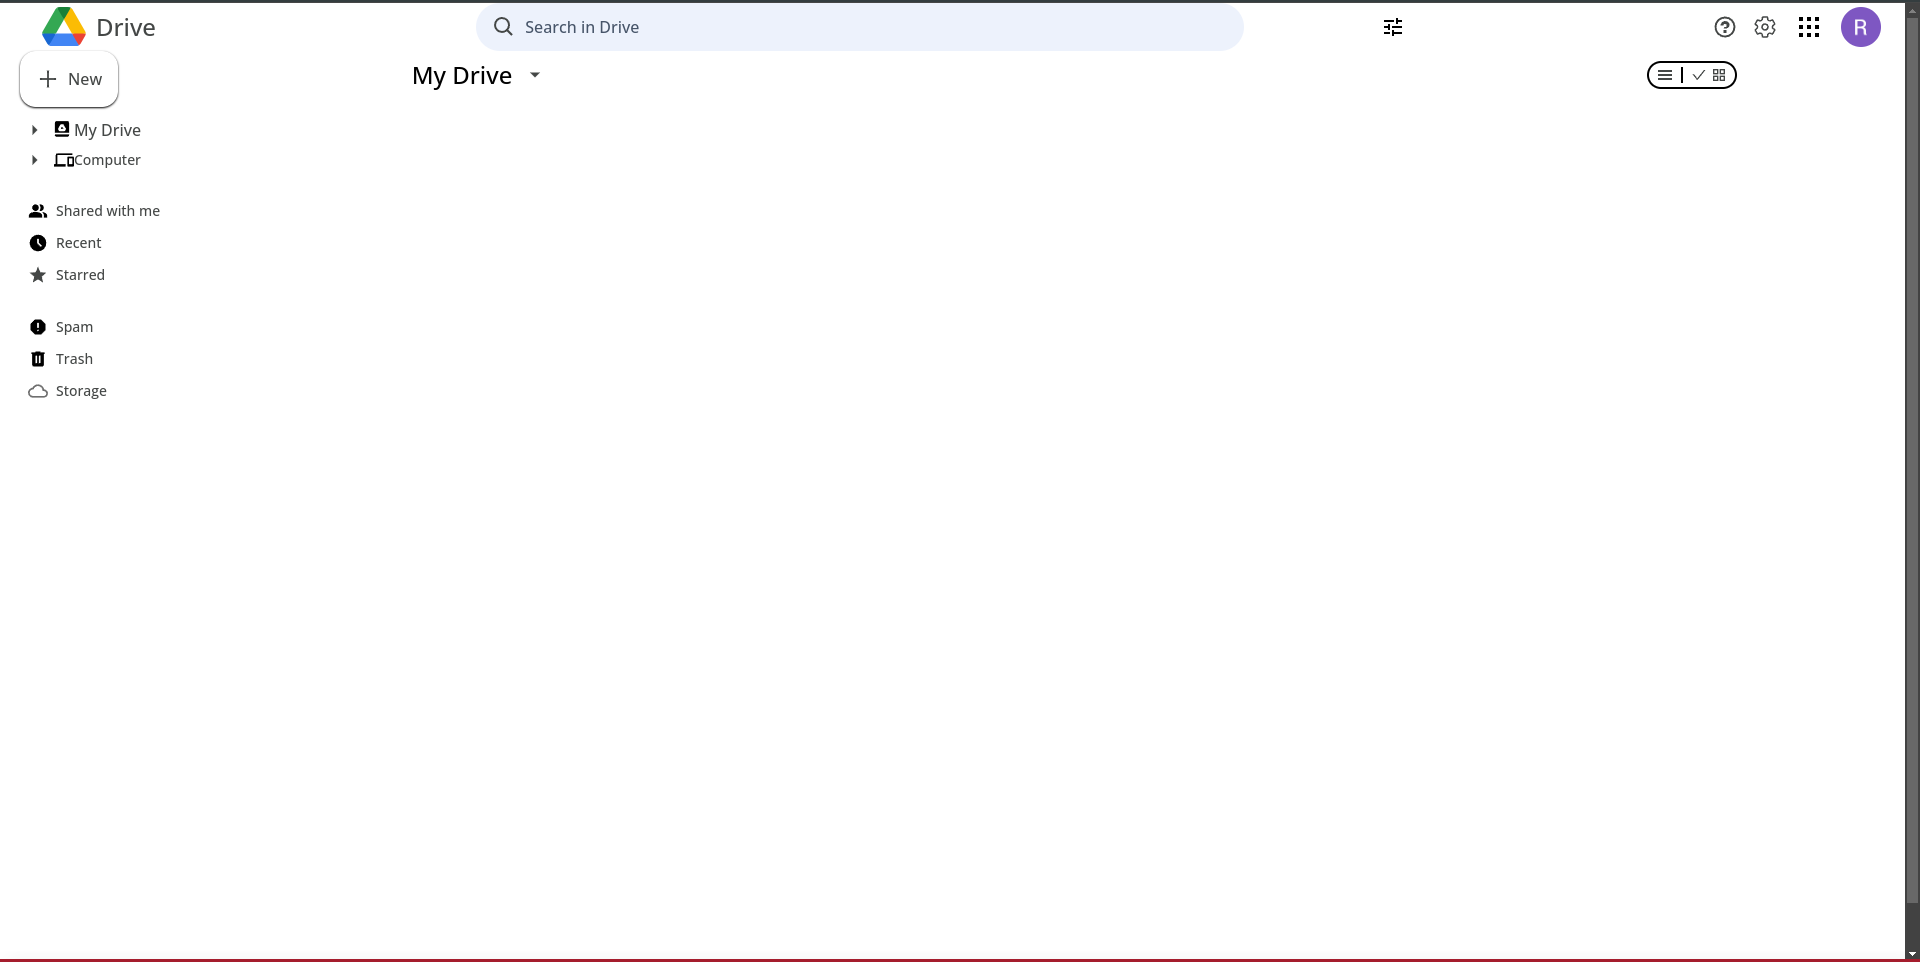 Drive
Search in Drive
R
New
My Drive
My Drive
Computer
Shared with me
Recent
Starred
Spam
Trash
Storage